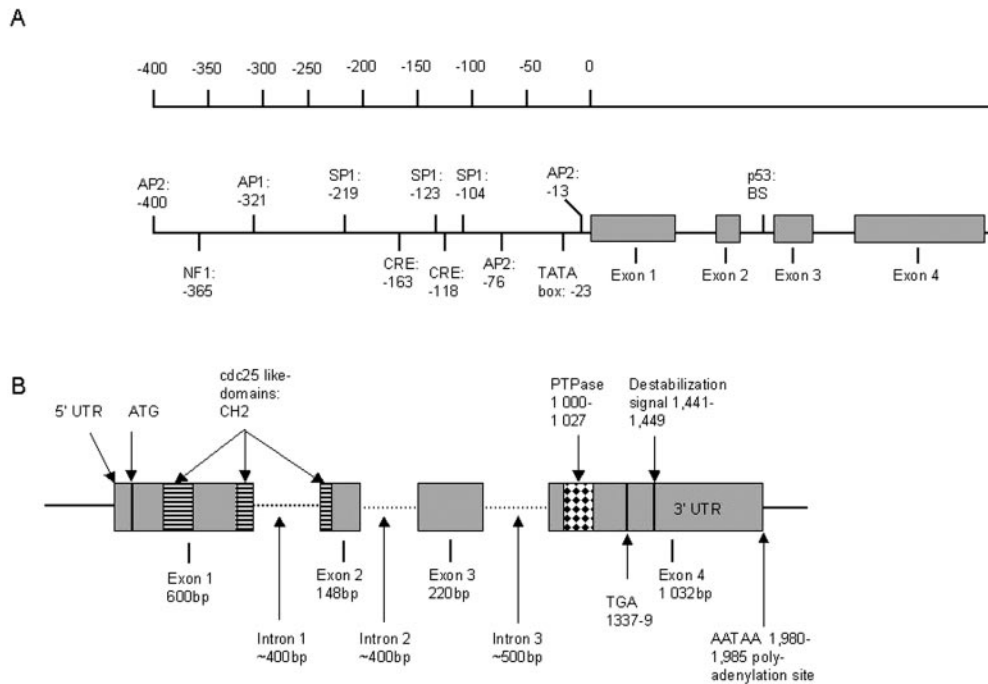 A
-400 -350 -300 -250 -200 -150 -100 -50 0
AP2:
-400
AP1:
-321
SP1:
-219
SP1:
-123
SP1:
-104
AP2:
-13
p53:
BS
NF1:
-365
CRE:
-163
CRE:
-118
AP2:
-76
TATA
box: -23
Exon 1
Exon 2
Exon 3
Exon 4
B
5' UTR
ATG
cdc25 like-
domains:
CH2
PTPase
1 000-
1 027
Destabilization
signal 1,441-
1,449
3' UTR
Exon 1
600bp
Exon 2
148bp
Exon 3
220bp
TGA
1337-9
Exon 4
1 032bp
Intron 1
~400bp
Intron 2
~400bp
Intron 3
~500bp
AATAA 1,980-
1,985 poly-
adenylation site